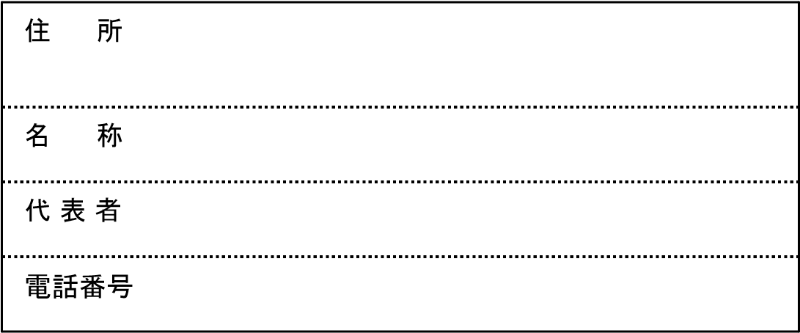 住　所
名　称
代 表 者
電話番号